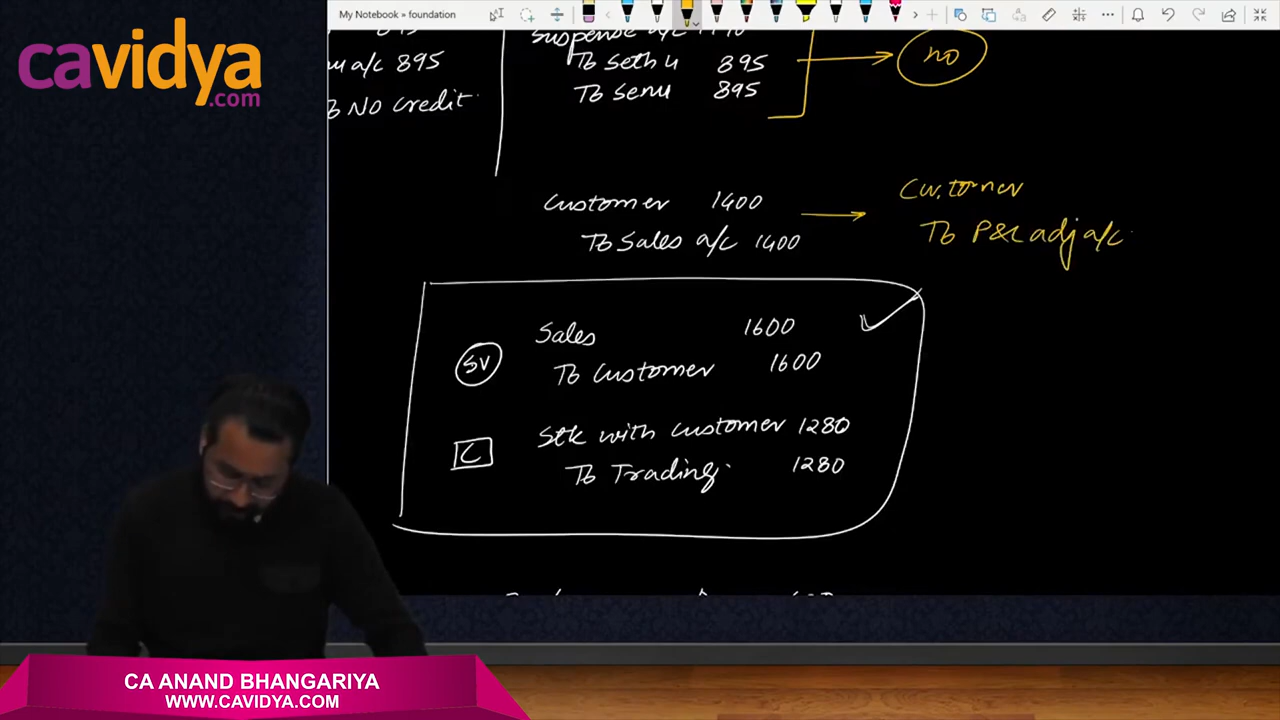 My Notebook » foundation
cavidya
.com
u a/c 895
To No Credit
Suspense a/c
To Sethu 895
To Senu 895
NO
Customer 1400
To Sales a/c 1400
Customer
To P&L adj a/c
SV
Sales 1600
To Customer 1600
C
Stk with customer 1280
To Trading 1280
CA ANAND BHANGARIYA
WWW.CAVIDYA.COM